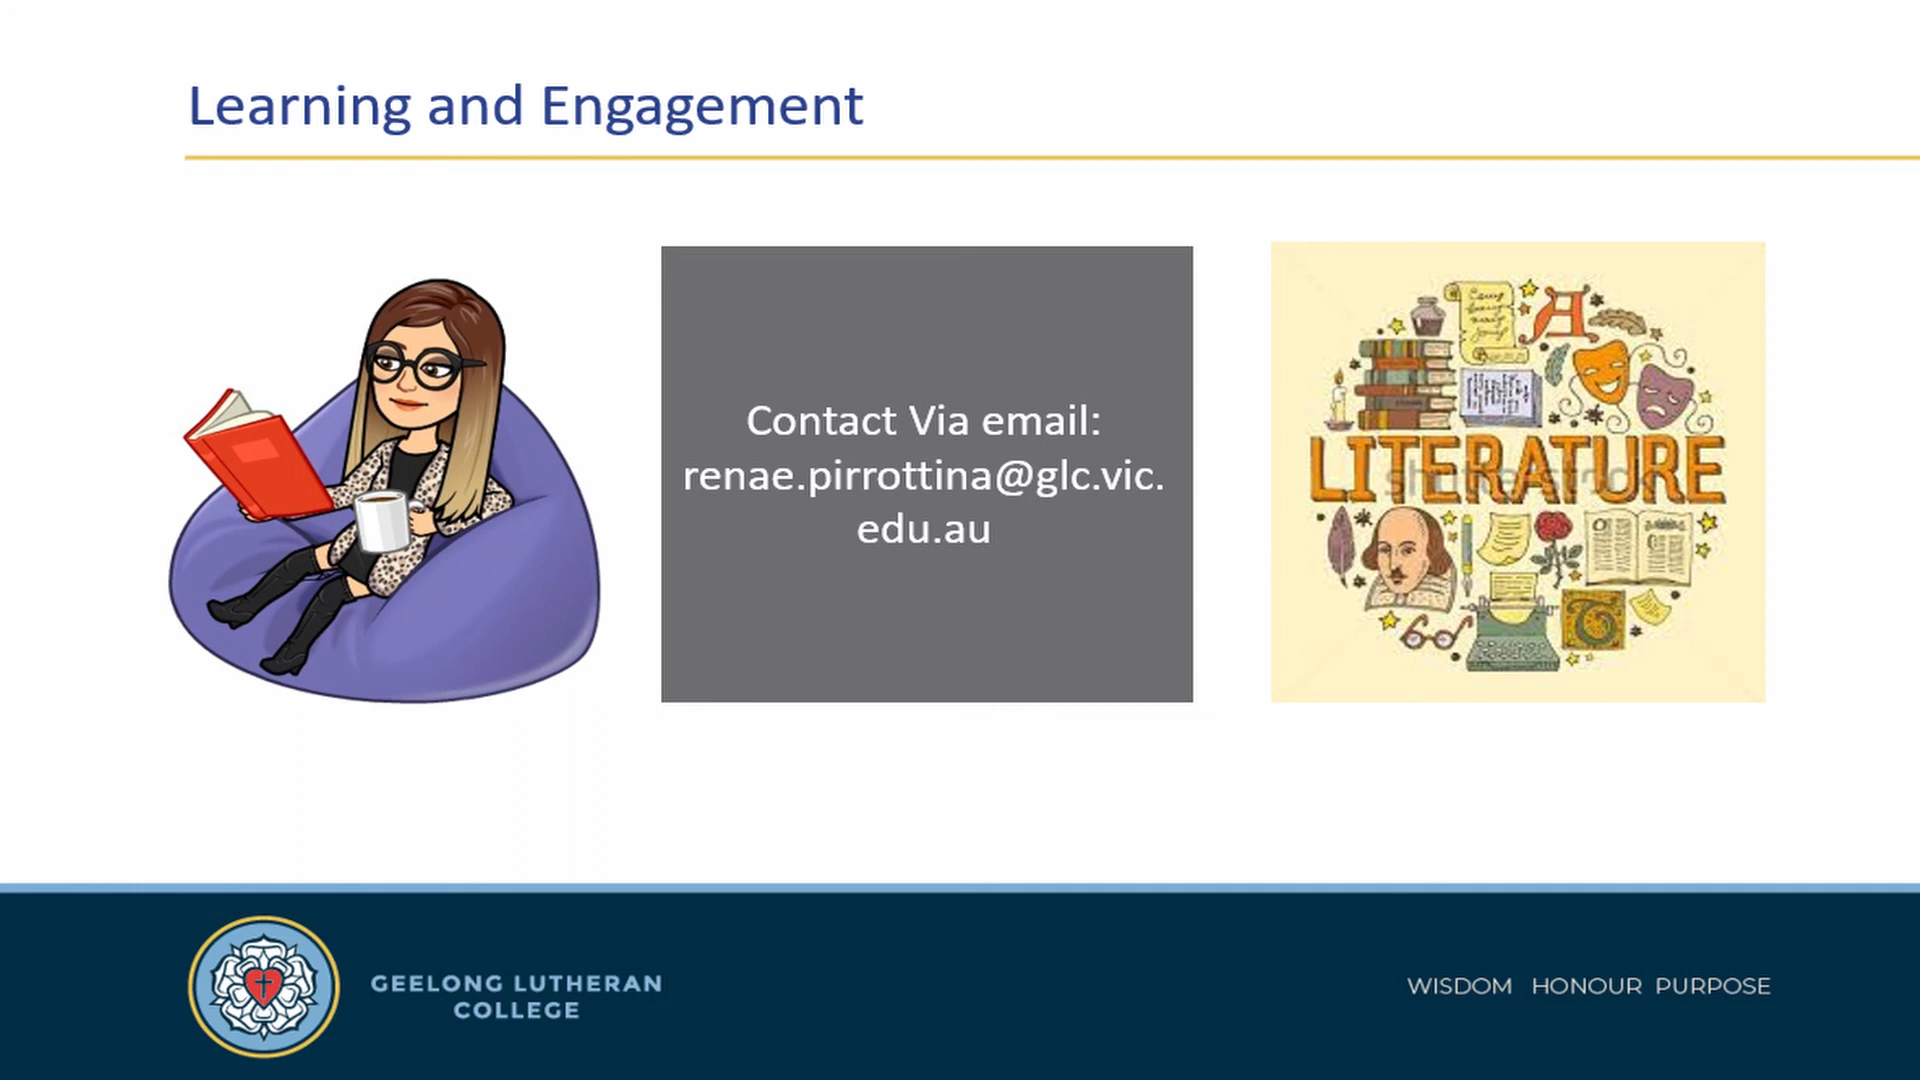 Learning and Engagement
Contact Via email:
renae.pirrottina@glc.vic.
edu.au
A
LITERATURE
shutterstock
GEELONG LUTHERAN
COLLEGE
WISDOM HONOUR PURPOSE